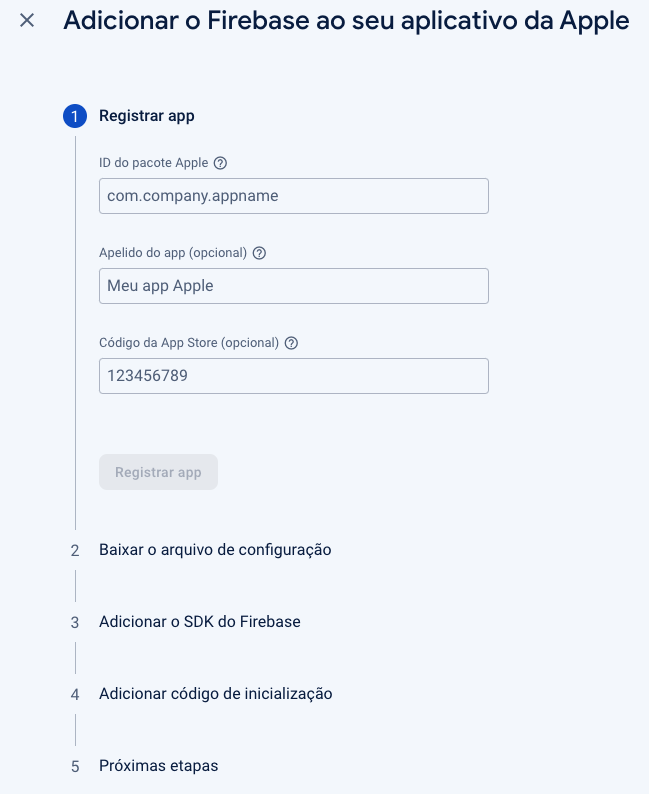 Adicionar o Firebase ao seu aplicativo da Apple
1 Registrar app
ID do pacote Apple
com.company.appname
Apelido do app (opcional)
Meu app Apple
Código da App Store (opcional)
123456789
Registrar app
2 Baixar o arquivo de configuração
3 Adicionar o SDK do Firebase
4 Adicionar código de inicialização
5 Próximas etapas